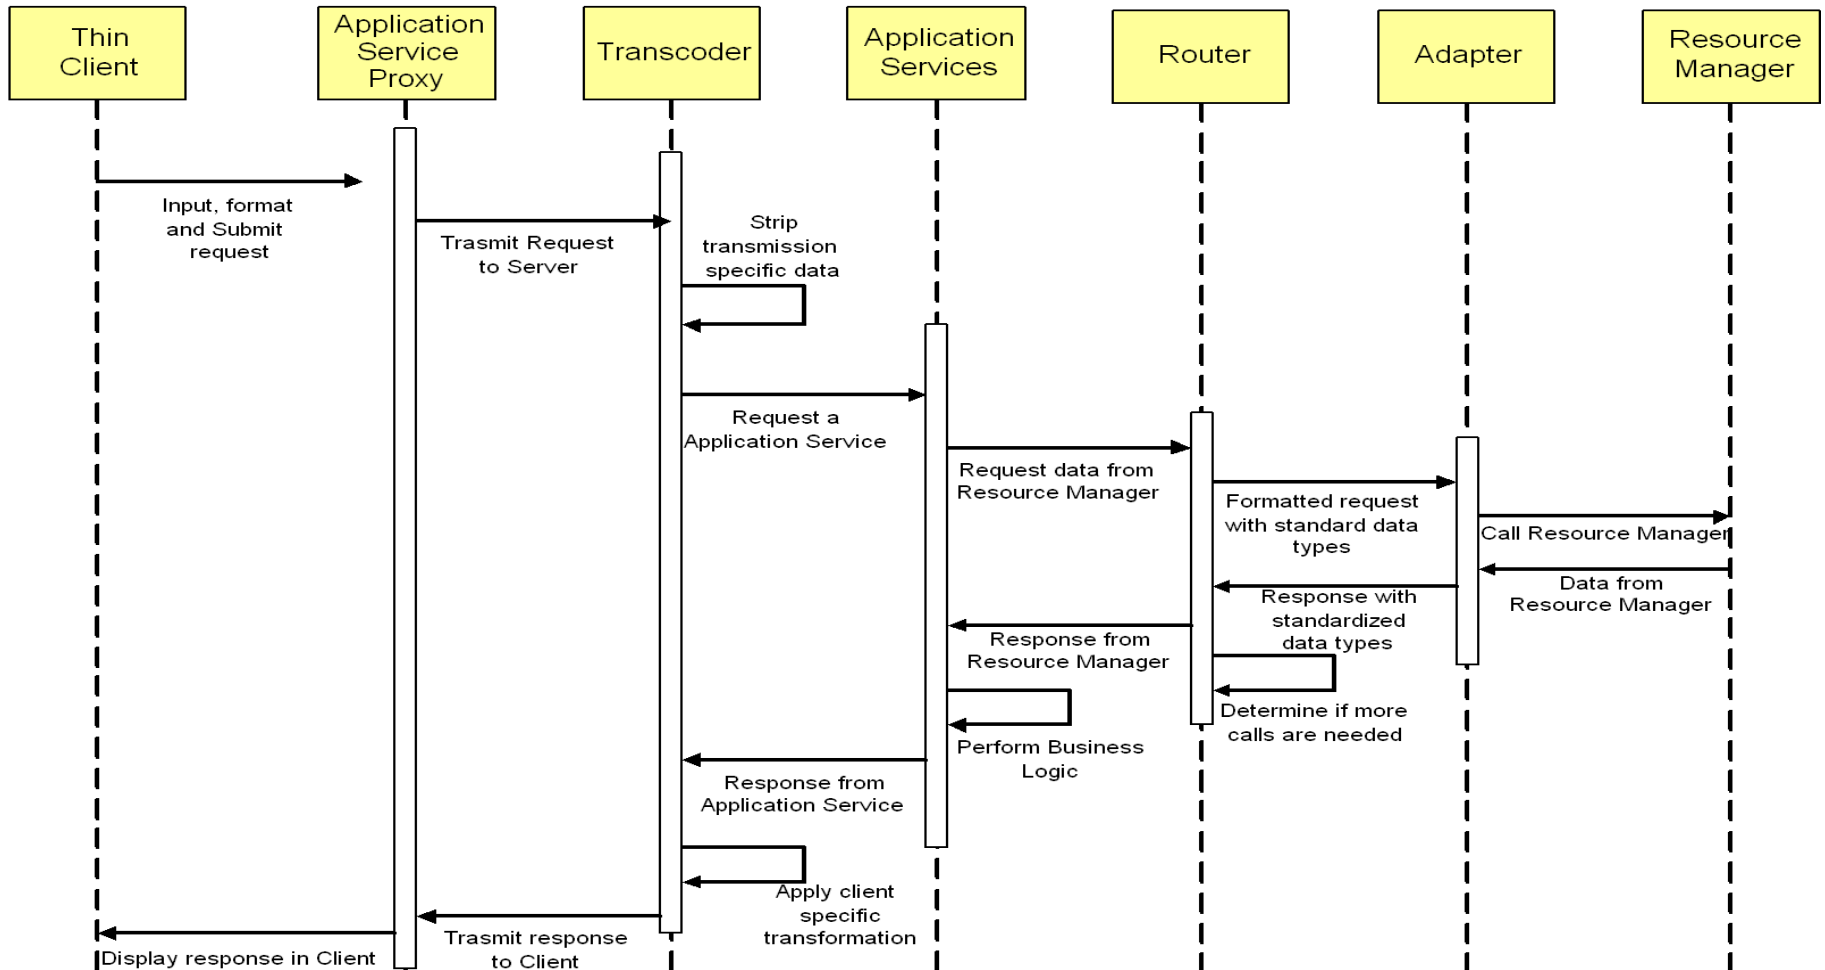 Thin
Client
Application
Service
Proxy
Transcoder
Application
Services
Router
Adapter
Resource
Manager
Input, format
and Submit
request
Trasmit Request
to Server
Strip
transmission
specific data
Request a
Application Service
Request data from
Resource Manager
Formatted request
with standard data
types
Call Resource Manager
Data from
Resource Manager
Response with
standardized
data types
Response from
Resource Manager
Determine if more
calls are needed
Perform Business
Logic
Response from
Application Service
Apply client
specific
transformation
Trasmit response
to Client
Display response in Client